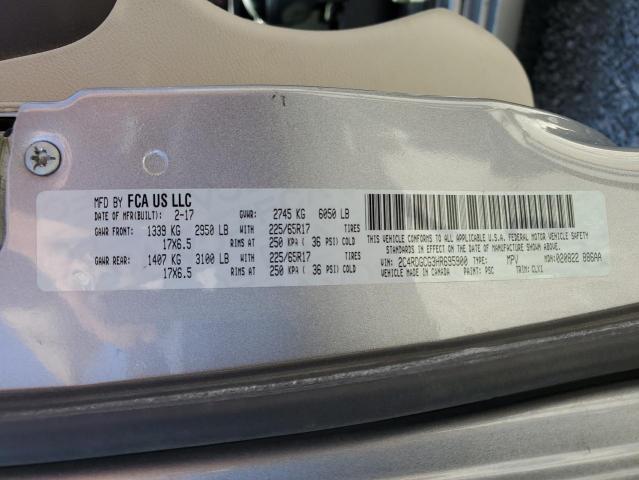 MFD BY FCA US LLC
DATE OF MFR(BUILT): 2-17 GVWR: 2745 KG 6050 LB
GAWR FRONT: 1339 KG 2950 LB WITH 225/65R17 TIRES
17X6.5 RIMS AT 250 KPA ( 36 PSI) COLD
GAWR REAR: 1407 KG 3100 LB WITH 225/65R17 TIRES
17X6.5 RIMS AT 250 KPA ( 36 PSI) COLD
THIS VEHICLE CONFORMS TO ALL APPLICABLE U.S.A. FEDERAL MOTOR VEHICLE SAFETY
STANDARDS IN EFFECT ON THE DATE OF MANUFACTURE SHOWN ABOVE.
VIN: 2C4RDGCG3HR695900 TYPE: MPV MDH:020822 886AA
VEHICLE MADE IN CANADA PAINT: PSC TRIM: CLX1